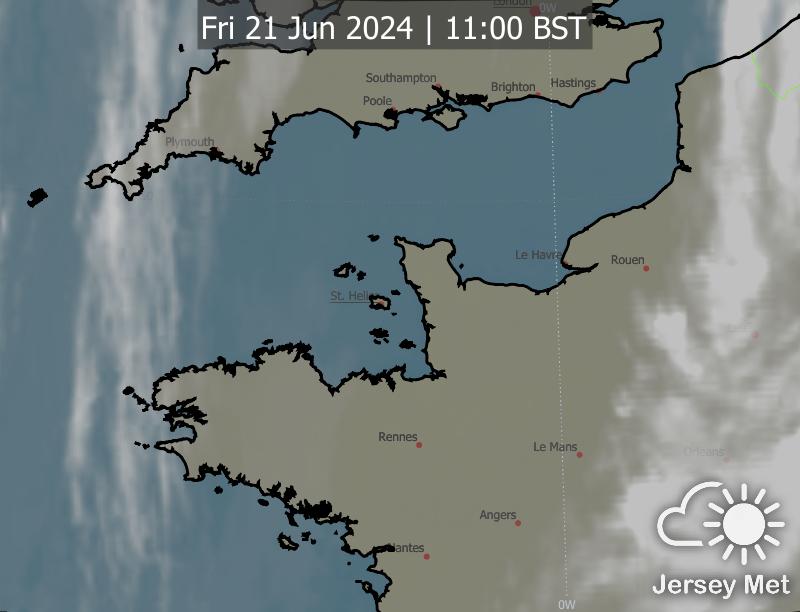 London
0W
Fri 21 Jun 2024 | 11:00 BST
Southampton
Brighton
Hastings
Poole
Plymouth
Le Havre
Rouen
St. Helier
Rennes
Le Mans
Orleans
Angers
Nantes
Jersey Met
0W